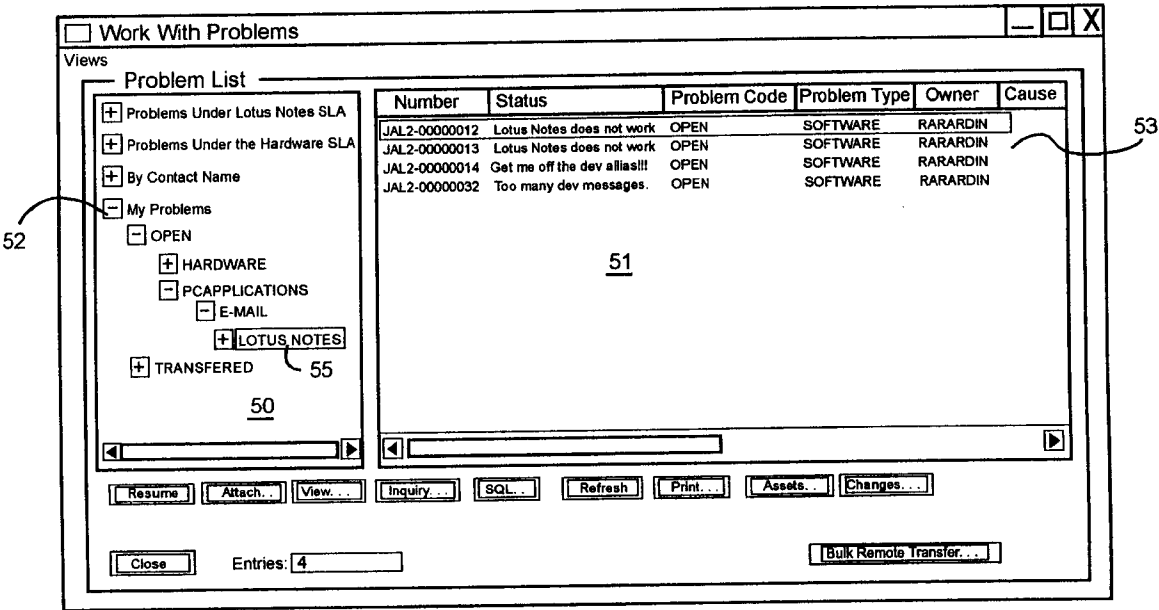 Work With Problems
Views
Problem List
Problems Under Lotus Notes SLA
Problems Under the Hardware SLA
By Contact Name
My Problems
OPEN
HARDWARE
PCAPPLICATIONS
E-MAIL
LOTUS NOTES
TRANSFERED
50
52
55
Number Status Problem Code Problem Type Owner Cause
JAL2-00000012 Lotus Notes does not work OPEN SOFTWARE RARARDIN
JAL2-00000013 Lotus Notes does not work OPEN SOFTWARE RARARDIN
JAL2-00000014 Get me off the dev allias!!! OPEN SOFTWARE RARARDIN
JAL2-00000032 Too many dev messages. OPEN SOFTWARE RARARDIN
51
53
Resume Attach. . View. . . Inquiry. . . SQL. . Refresh Print. . . Assets. . Changes. . .
Close Entries: 4 Bulk Remote Transfer. . .